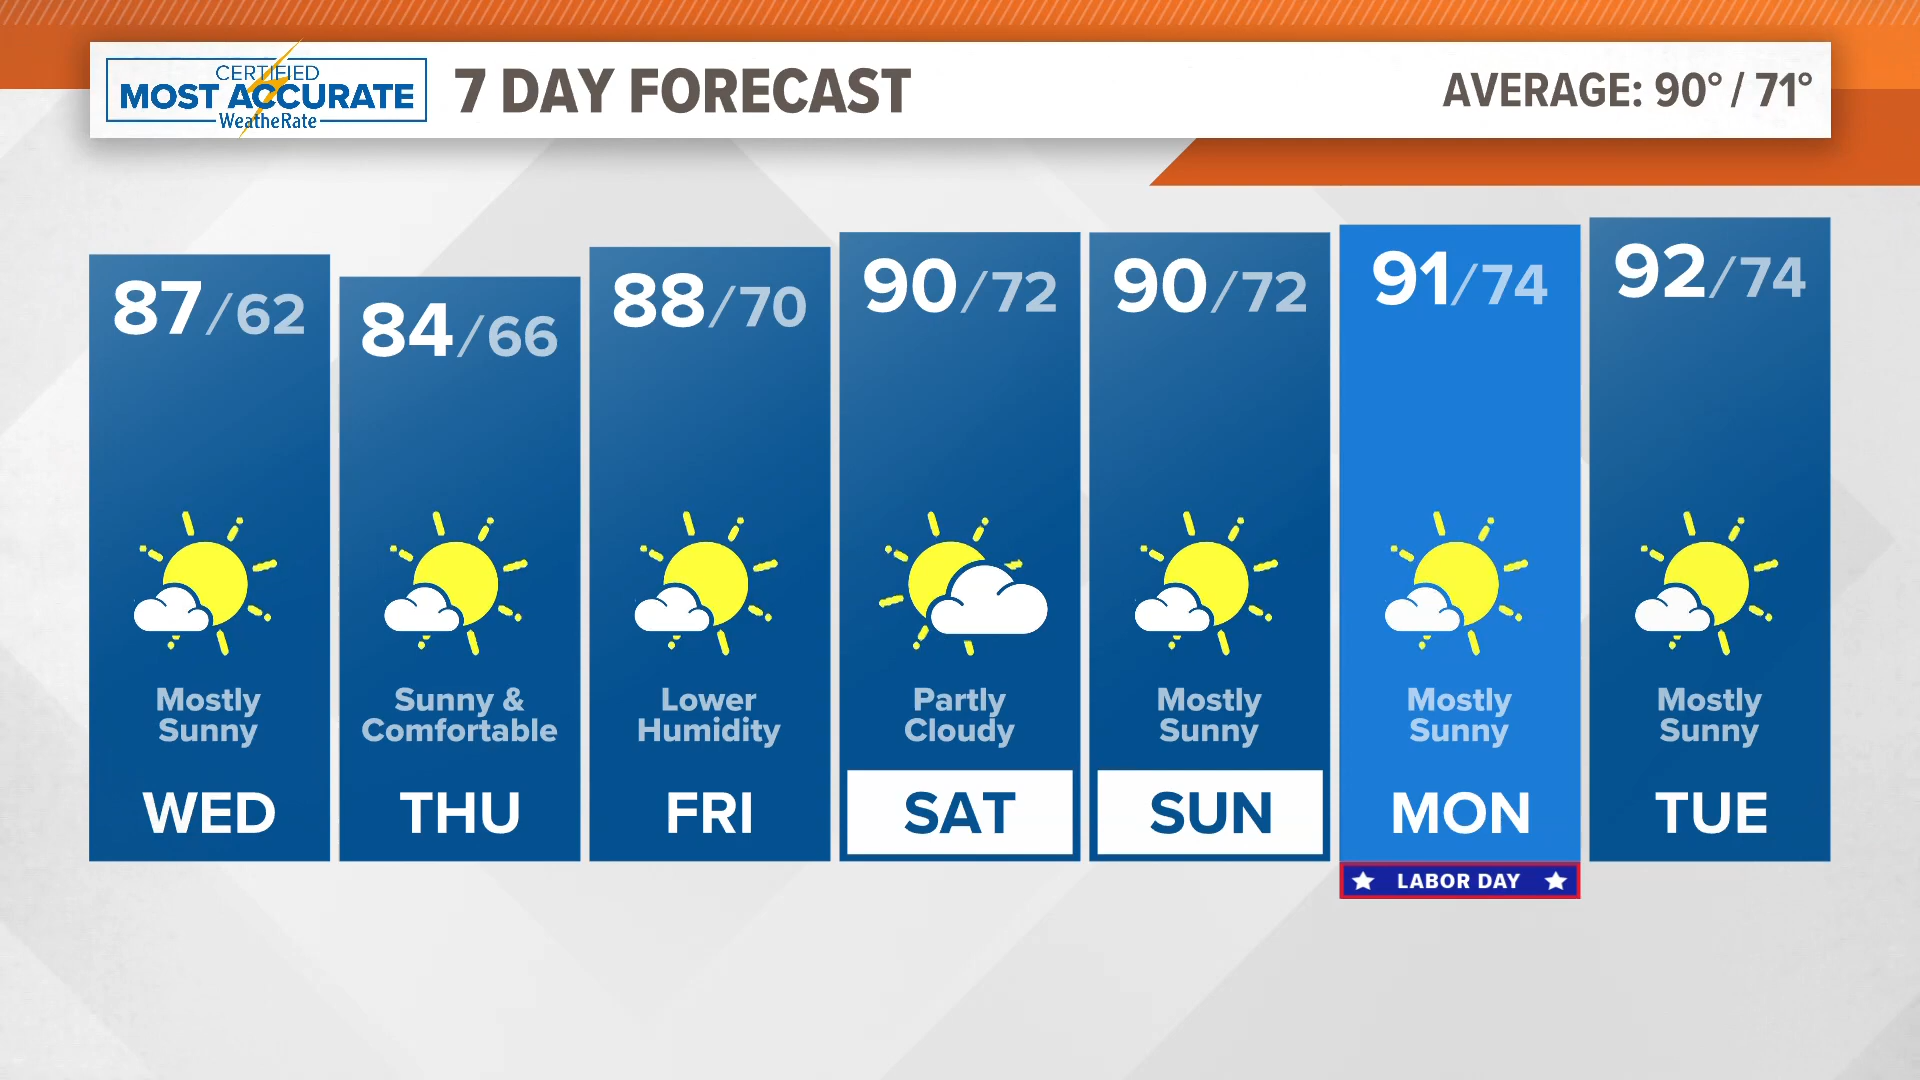 CERTIFIED
MOST ACCURATE
WeatheRate
7 DAY FORECAST
AVERAGE: 90° / 71°
87/62
Mostly
Sunny
WED
84/66
Sunny &
Comfortable
THU
88/70
Lower
Humidity
FRI
90/72
Partly
Cloudy
SAT
90/72
Mostly
Sunny
SUN
91/74
Mostly
Sunny
MON
LABOR DAY
92/74
Mostly
Sunny
TUE